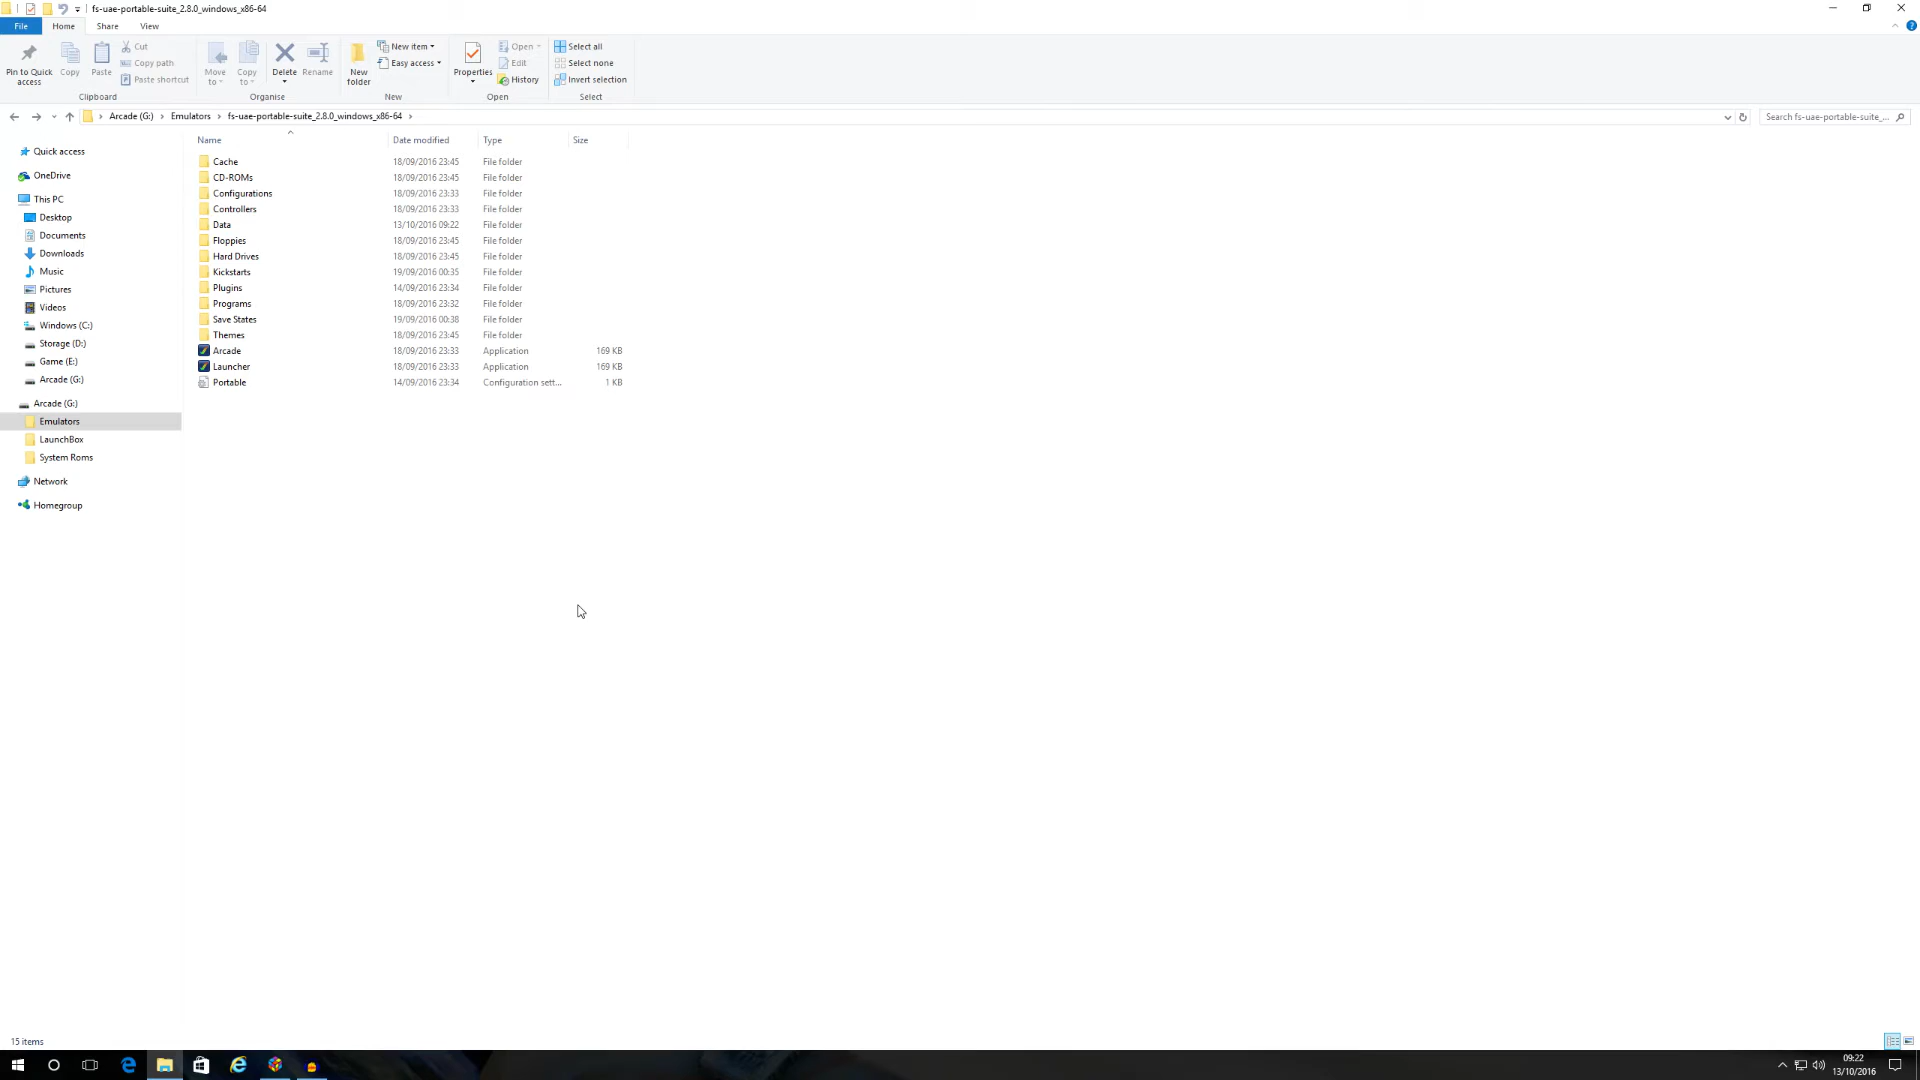 fs-uae-portable-suite_2.8.0_windows_x86-64
File Home Share View
Pin to Quick access
Copy
Paste
Cut
Copy path
Paste shortcut
Clipboard
Move to
Copy to
Delete
Rename
Organise
New folder
New item
Easy access
New
Properties
Open
Edit
History
Open
Select all
Select none
Invert selection
Select
Arcade (G:) Emulators fs-uae-portable-suite_2.8.0_windows_x86-64
Search fs-uae-portable-suite_...
Quick access
OneDrive
This PC
Desktop
Documents
Downloads
Music
Pictures
Videos
Windows (C:)
Storage (D:)
Game (E:)
Arcade (G:)
Arcade (G:)
Emulators
LaunchBox
System Roms
Network
Homegroup
Name Date modified Type Size
Cache 18/09/2016 23:45 File folder
CD-ROMs 18/09/2016 23:45 File folder
Configurations 18/09/2016 23:33 File folder
Controllers 18/09/2016 23:33 File folder
Data 13/10/2016 09:22 File folder
Floppies 18/09/2016 23:45 File folder
Hard Drives 18/09/2016 23:45 File folder
Kickstarts 19/09/2016 00:35 File folder
Plugins 14/09/2016 23:34 File folder
Programs 18/09/2016 23:32 File folder
Save States 19/09/2016 00:38 File folder
Themes 18/09/2016 23:45 File folder
Arcade 18/09/2016 23:33 Application 169 KB
Launcher 18/09/2016 23:33 Application 169 KB
Portable 14/09/2016 23:34 Configuration sett... 1 KB
15 items
09:22
13/10/2016